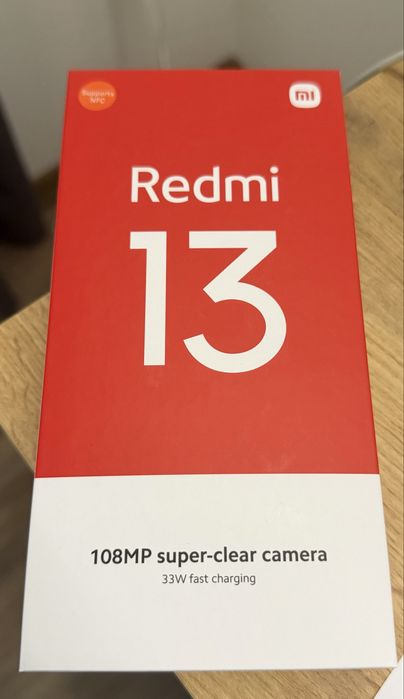 Supports
NFC
mi
Redmi
13
108MP super-clear camera
33W fast charging